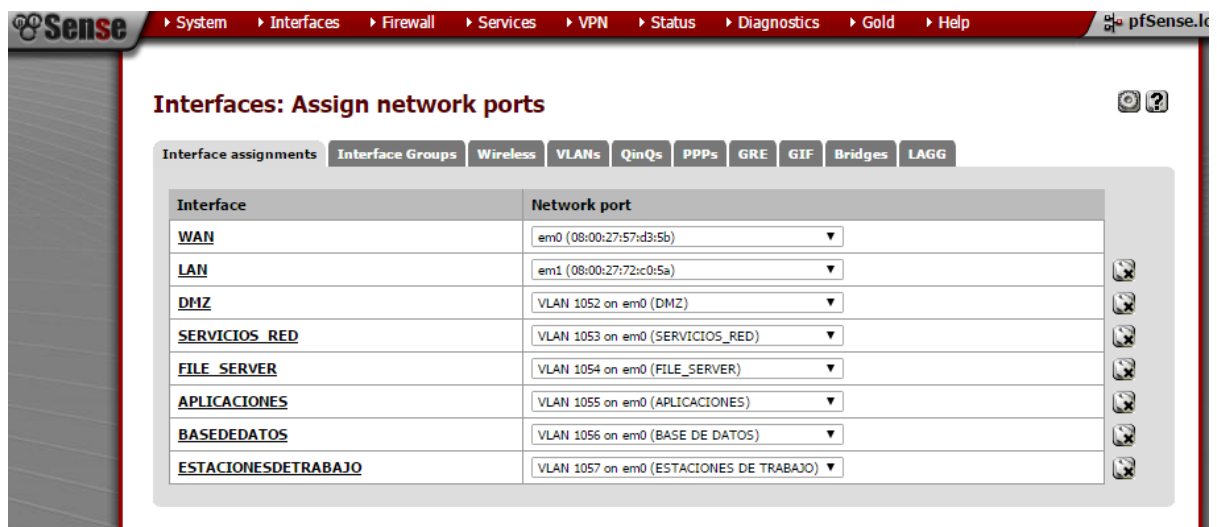 Sense System Interfaces Firewall Services VPN Status Diagnostics Gold Help pfSense.lo
Interfaces: Assign network ports
Interface assignments Interface Groups Wireless VLANs QinQs PPPs GRE GIF Bridges LAGG
Interface Network port
WAN em0 (08:00:27:57:d3:5b)
LAN em1 (08:00:27:72:c0:5a)
DMZ VLAN 1052 on em0 (DMZ)
SERVICIOS_RED VLAN 1053 on em0 (SERVICIOS_RED)
FILE_SERVER VLAN 1054 on em0 (FILE_SERVER)
APLICACIONES VLAN 1055 on em0 (APLICACIONES)
BASEDEDATOS VLAN 1056 on em0 (BASE DE DATOS)
ESTACIONESDETRABAJO VLAN 1057 on em0 (ESTACIONES DE TRABAJO)